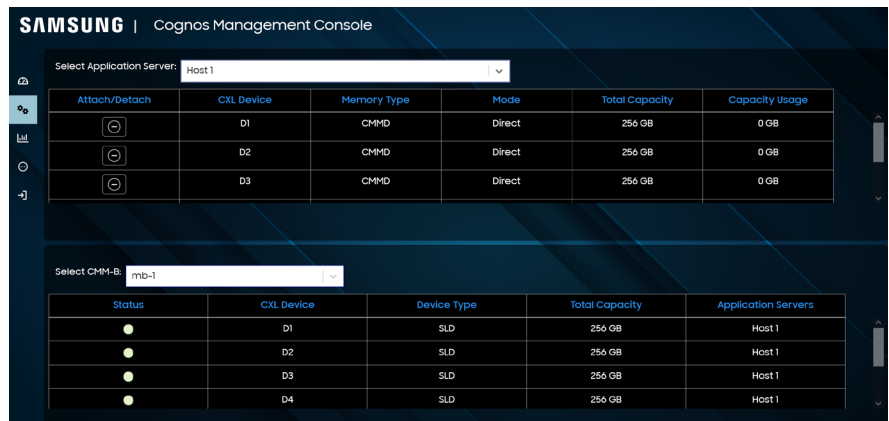 SAMSUNG | Cognos Management Console
Select Application Server: Host 1
Attach/Detach CXL Device Memory Type Mode Total Capacity Capacity Usage
D1 CMMD Direct 256 GB 0 GB
D2 CMMD Direct 256 GB 0 GB
D3 CMMD Direct 256 GB 0 GB
Select CMM-B: mb-1
Status CXL Device Device Type Total Capacity Application Servers
D1 SLD 256 GB Host 1
D2 SLD 256 GB Host 1
D3 SLD 256 GB Host 1
D4 SLD 256 GB Host 1